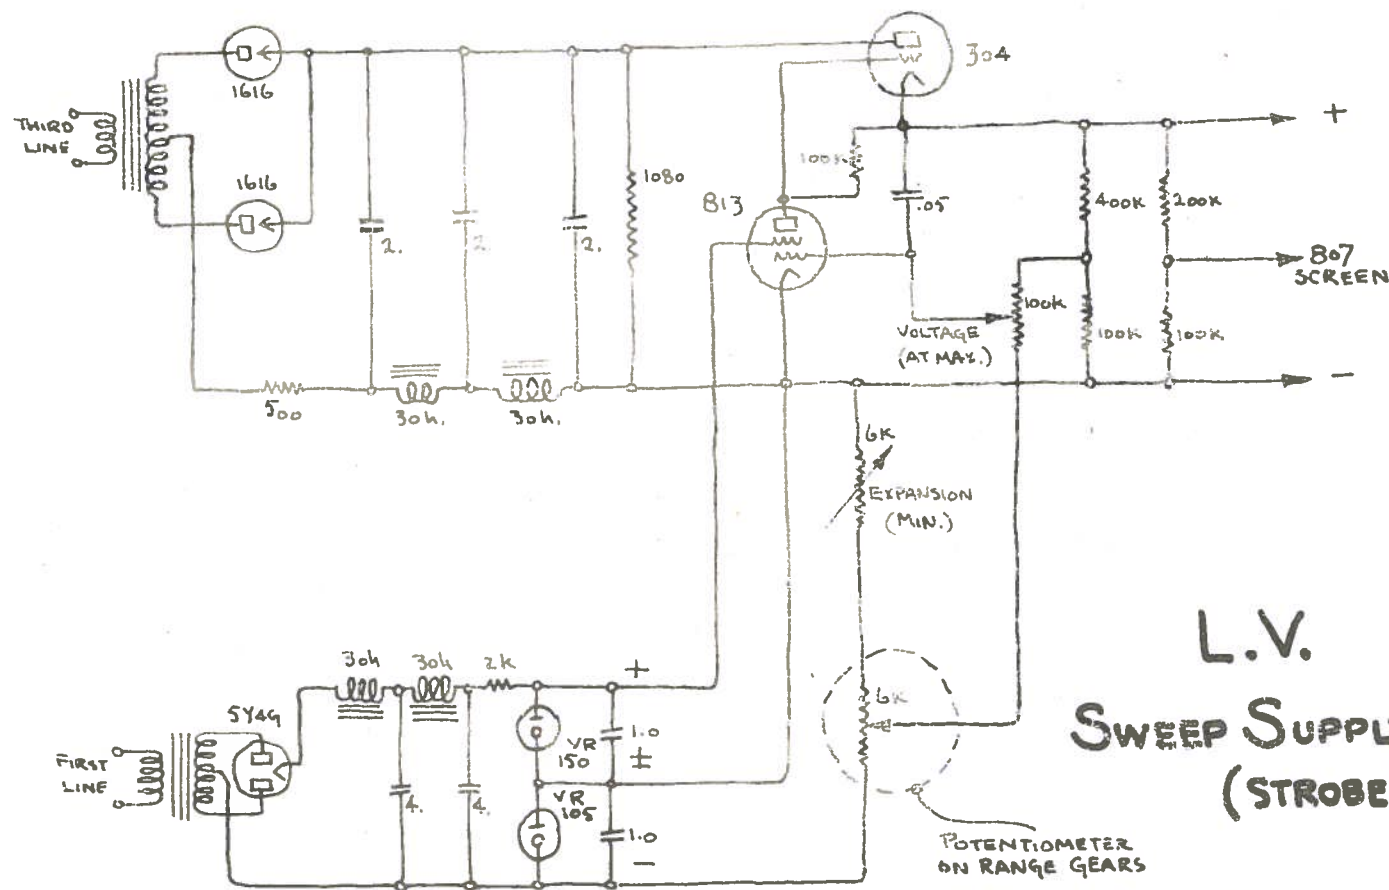 THIRD
LINE
1616
1616
2.
2.
2.
1080
500
30h.
30h.
304
813
100K
.05
400K
200K
100K
100K
100K
+
807
SCREEN
-
VOLTAGE
(AT MAX.)
6K
EXPANSION
(MIN.)
FIRST
LINE
5Y4G
30h
30h
2K
4.
4.
VR
150
VR
105
+
1.0
±
1.0
-
6K
POTENTIOMETER
ON RANGE GEARS
L.V.
SWEEP SUPPL
(STROBE